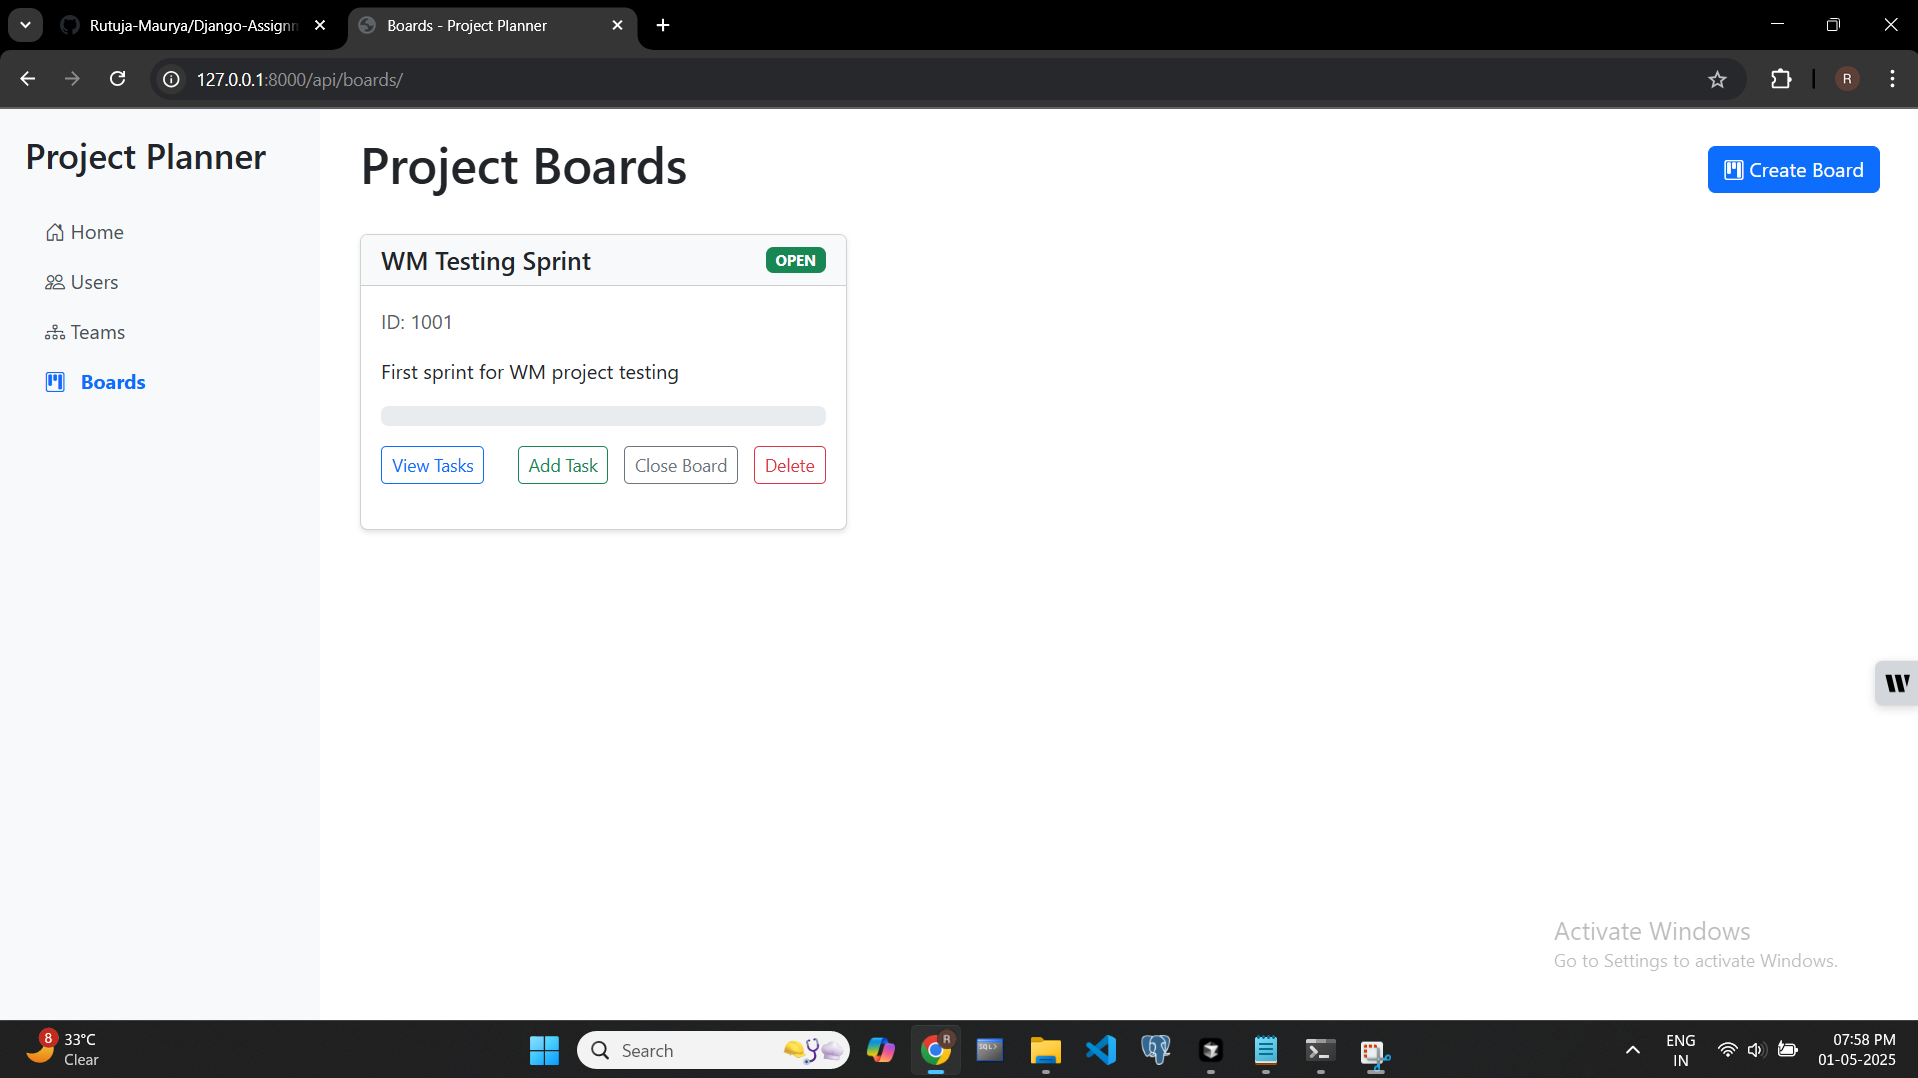 Rutuja-Maurya/Django-Assignm
Boards - Project Planner
127.0.0.1:8000/api/boards/
R
Project Planner
Home
Users
Teams
Boards
Project Boards
Create Board
WM Testing Sprint
OPEN
ID: 1001
First sprint for WM project testing
View Tasks
Add Task
Close Board
Delete
W
Activate Windows
Go to Settings to activate Windows.
8
33°C
Clear
Search
R
SQL>
ENG
IN
07:58 PM
01-05-2025